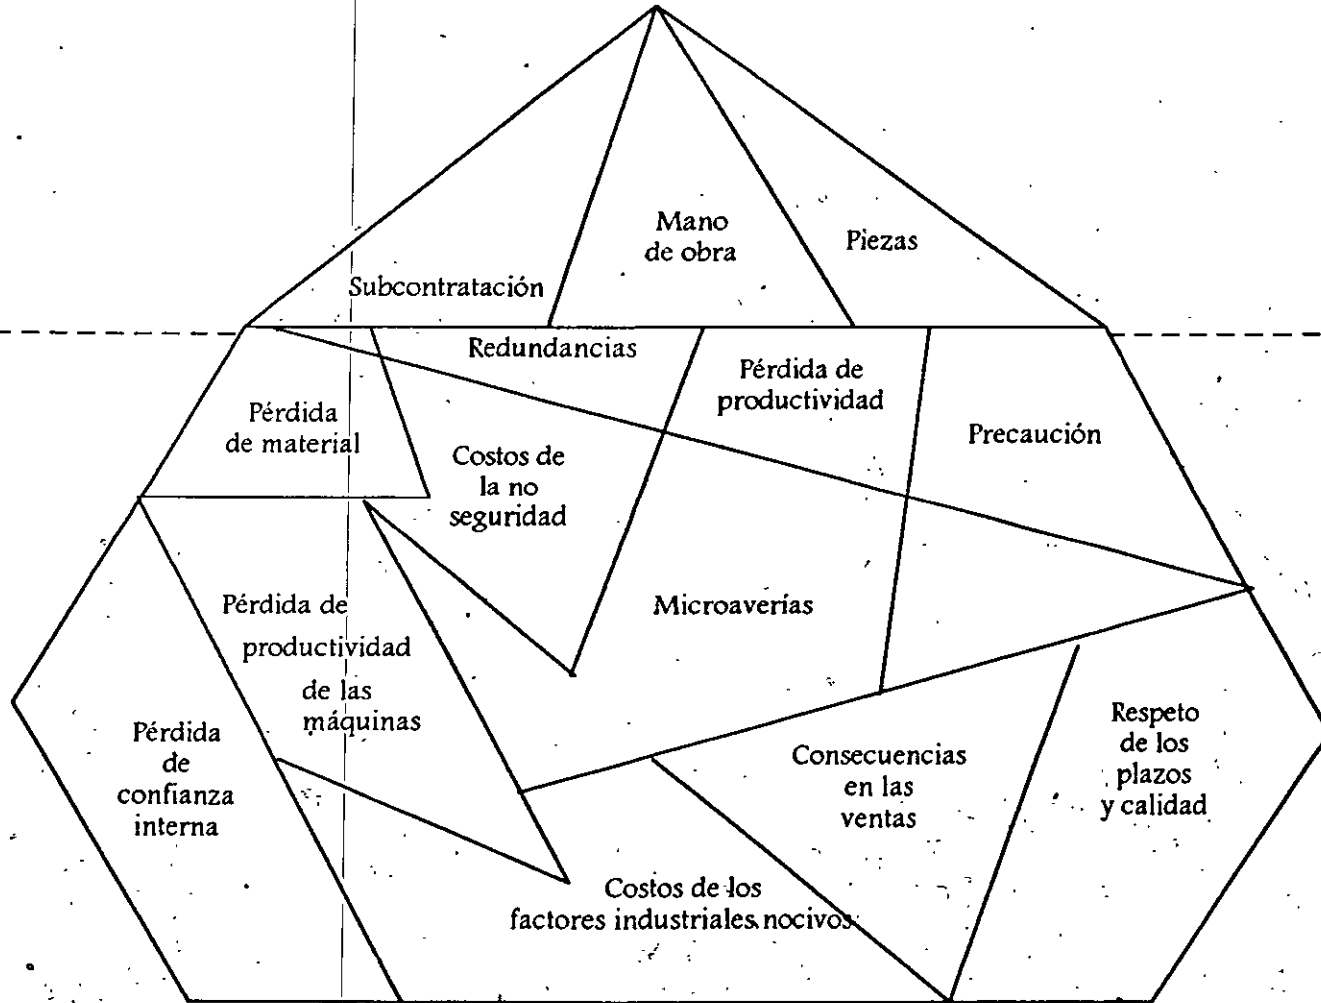 Mano
de obra
Piezas
Subcontratación
Redundancias
Pérdida de
productividad
Pérdida
de material
Precaución
Costos de
la no
seguridad
Pérdida de
productividad
de las
máquinas
Microaverías
Pérdida
de
confianza
interna
Consecuencias
en las
ventas
Respeto
de los
plazos
y calidad
Costos de los
factores industriales nocivos